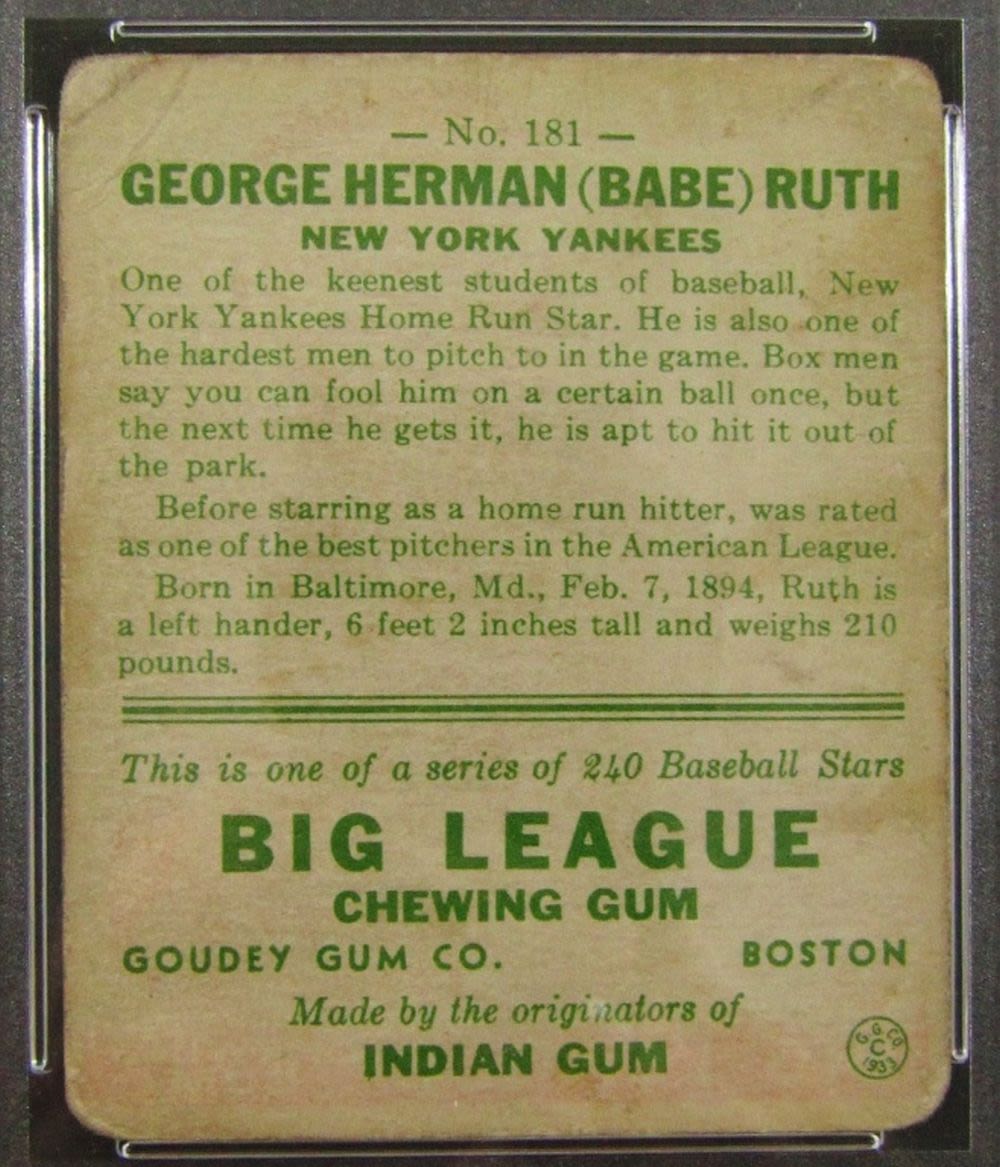 — No. 181 —
GEORGE HERMAN (BABE) RUTH
NEW YORK YANKEES
One of the keenest students of baseball, New
York Yankees Home Run Star. He is also one of
the hardest men to pitch to in the game. Box men
say you can fool him on a certain ball once, but
the next time he gets it, he is apt to hit it out of
the park.
Before starring as a home run hitter, was rated
as one of the best pitchers in the American League.
Born in Baltimore, Md., Feb. 7, 1894, Ruth is
a left hander, 6 feet 2 inches tall and weighs 210
pounds.
This is one of a series of 240 Baseball Stars
BIG LEAGUE
CHEWING GUM
GOUDEY GUM CO. BOSTON
Made by the originators of
INDIAN GUM
G.G.CO.
C
1933